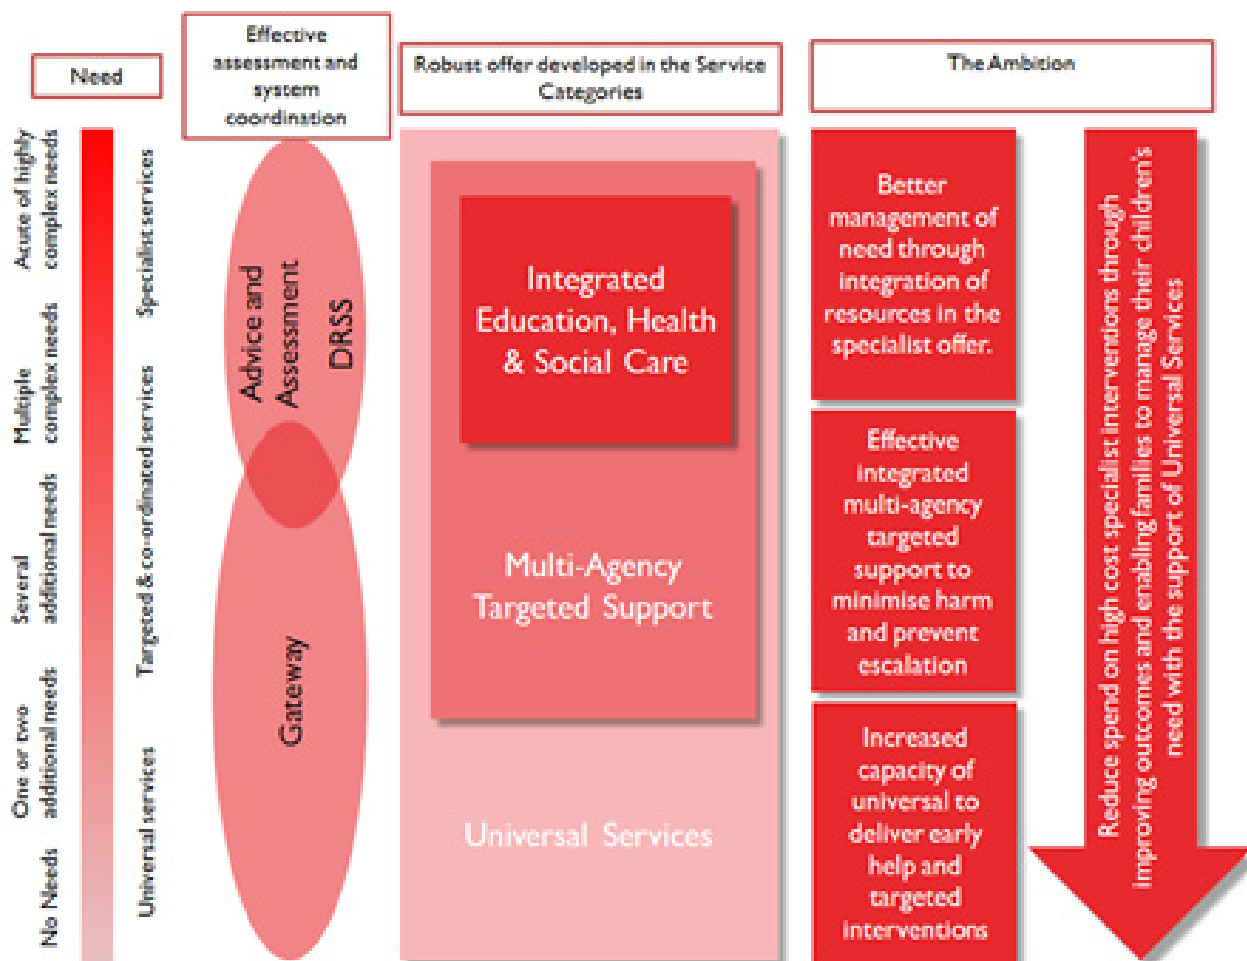 Need
Effective
assessment and
system
coordination
Robust offer developed in the Service
Categories
The Ambition
Acute of highly
complex needs
Multiple
complex needs
Several
additional needs
One or two
additional needs
No Needs
Specialist services
Targeted & co-ordinated services
Universal services
Advice and
Assessment
DRSS
Gateway
Integrated
Education, Health
& Social Care
Multi-Agency
Targeted Support
Universal Services
Better
management of
need through
integration of
resources in the
specialist offer.
Effective
integrated
multi-agency
targeted
support to
minimise harm
and prevent
escalation
Increased
capacity of
universal to
deliver early
help and
targeted
interventions
Reduce spend on high cost specialist interventions through
improving outcomes and enabling families to manage their children's
need with the support of Universal Services